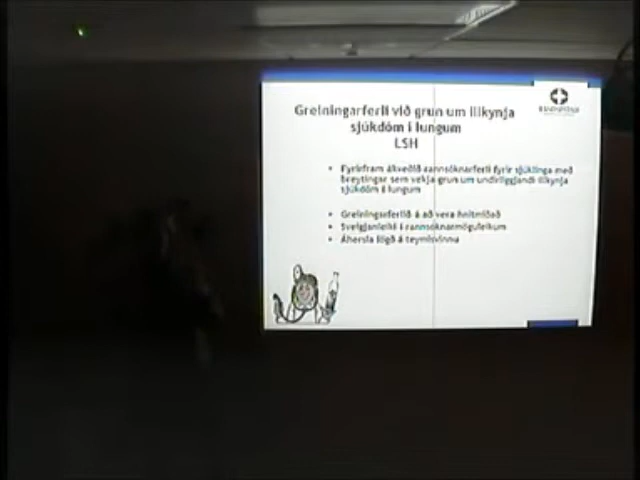 Greiningarferli við grun um illkynja
sjúkdóm í lungum
LSH
Fyrirfram ákveðið rannsóknarferli fyrir sjúklinga með
breytingar sem vekja grun um undirliggjandi illkynja
sjúkdóm í lungum
Greiningarferlið á að vera hnitmiðað
Sveigjanleiki í rannsóknarmöguleikum
Áhersla lögð á teymisvinnu